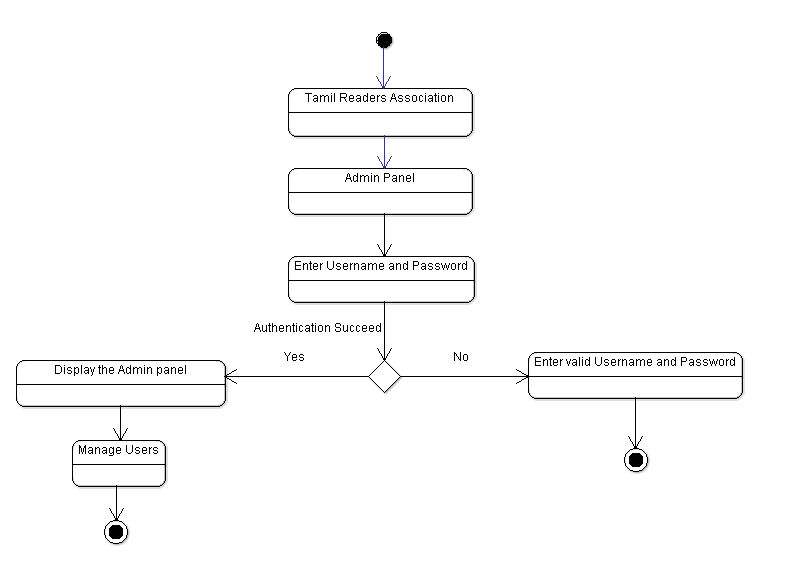 Tamil Readers Association
Admin Panel
Enter Username and Password
Authentication Succeed
Yes
No
Display the Admin panel
Enter valid Username and Password
Manage Users